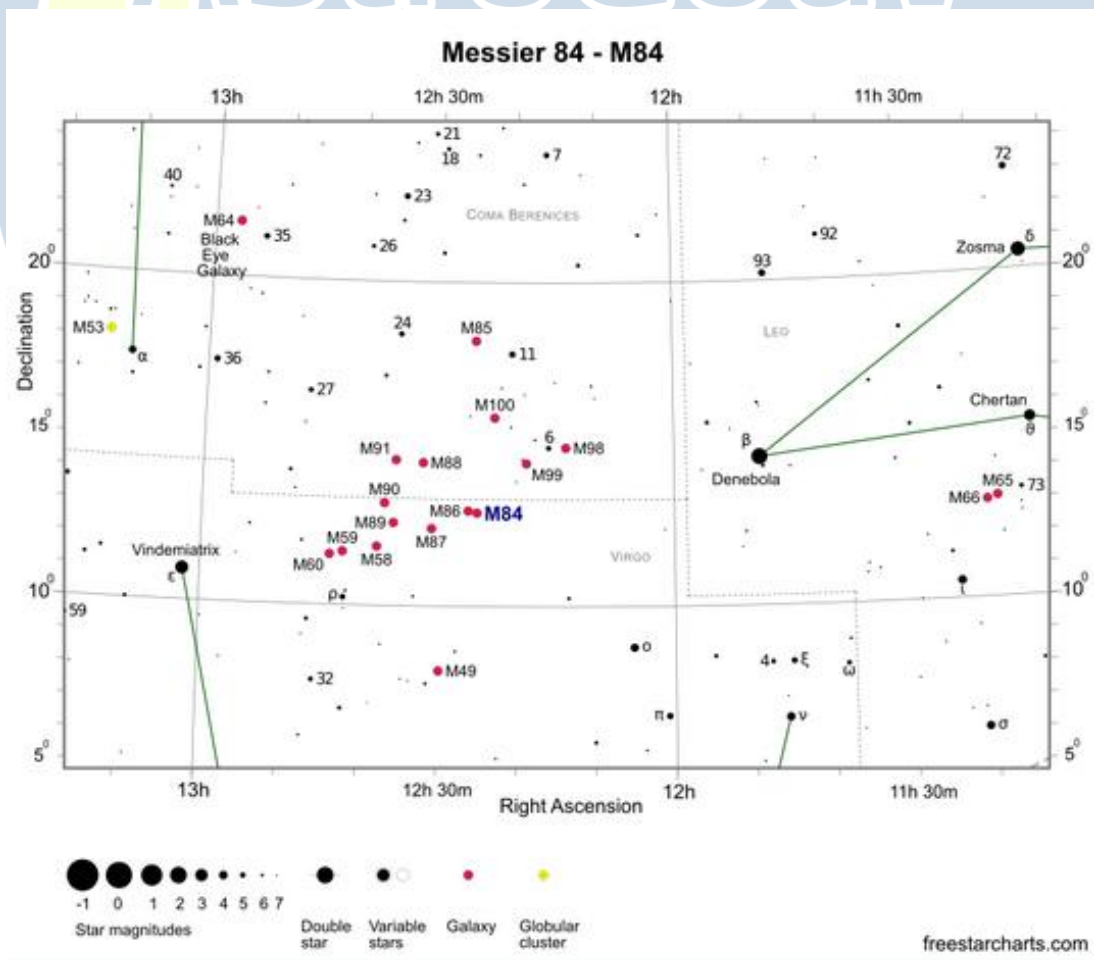 Messier 84 - M84
13h
12h 30m
12h
11h 30m
21
18
7
72
40
23
M64
Black
Eye
Galaxy
35
26
COMA BERENICES
92
δ
Zosma
20⁰
93
20⁰
M53
α
36
24
M85
11
LEO
Declination
27
M100
Chertan
θ
15⁰
6
M98
β
15⁰
M91
M88
M99
Denebola
M90
M86
M84
M65
M66
73
M89
M87
Vindemiatrix
ε
M59
M60
M58
VIRGO
10⁰
ρ
ι
10⁰
59
ο
4
ξ
ω
32
M49
π
ν
σ
5⁰
5⁰
13h
12h 30m
12h
11h 30m
Right Ascension
-1 0 1 2 3 4 5 6 7
Star magnitudes
Double
star
Variable
stars
Galaxy
Globular
cluster
freestarcharts.com